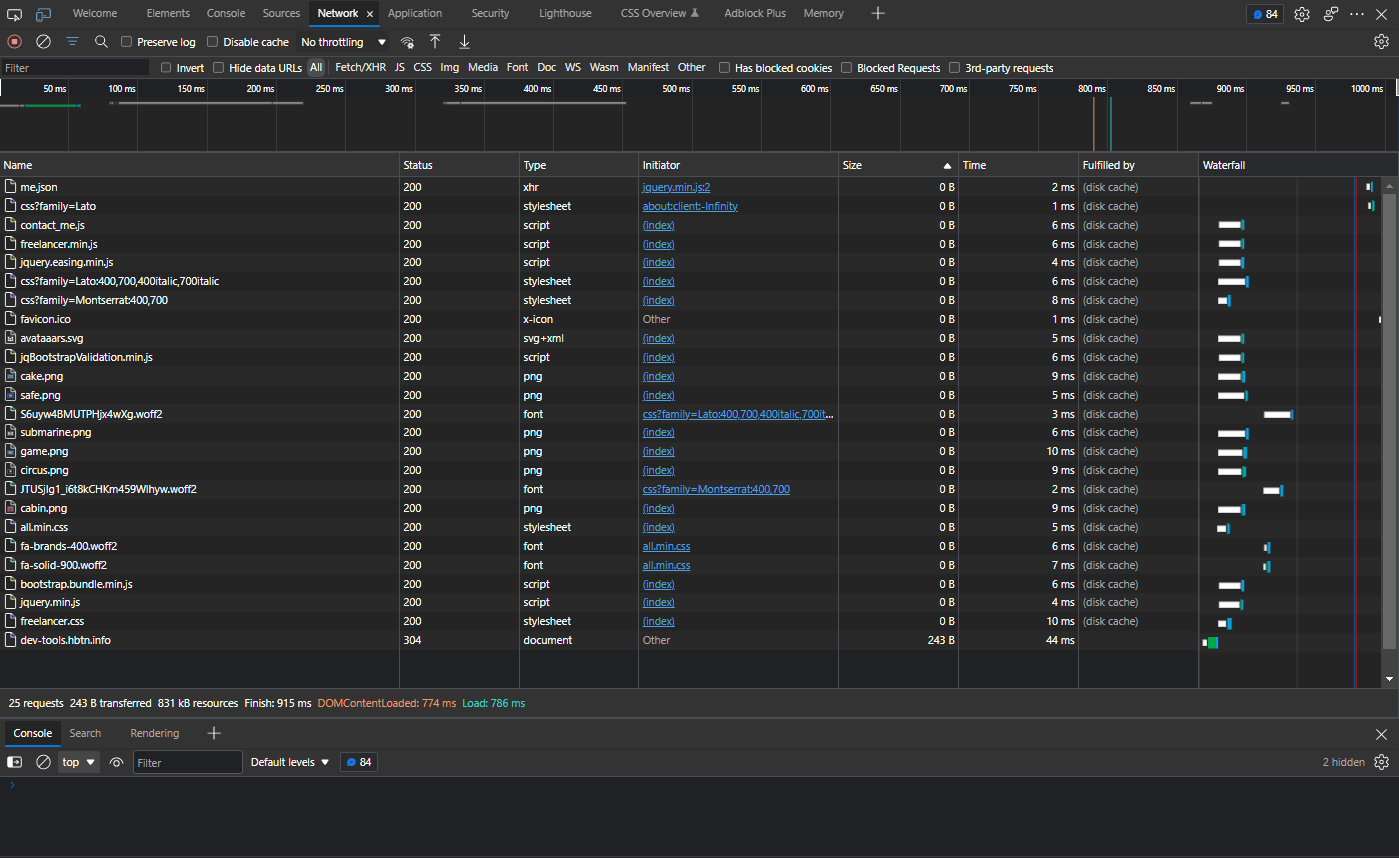 Welcome Elements Console Sources Network Application Security Lighthouse CSS Overview Adblock Plus Memory 84
Preserve log Disable cache No throttling
Filter Invert Hide data URLs All Fetch/XHR JS CSS Img Media Font Doc WS Wasm Manifest Other Has blocked cookies Blocked Requests 3rd-party requests
50 ms 100 ms 150 ms 200 ms 250 ms 300 ms 350 ms 400 ms 450 ms 500 ms 550 ms 600 ms 650 ms 700 ms 750 ms 800 ms 850 ms 900 ms 950 ms 1000 ms
Name Status Type Initiator Size Time Fulfilled by Waterfall
me.json 200 xhr jquery.min.js:2 0 B 2 ms (disk cache)
css?family=Lato 200 stylesheet about:client:-Infinity 0 B 1 ms (disk cache)
contact_me.js 200 script (index) 0 B 6 ms (disk cache)
freelancer.min.js 200 script (index) 0 B 6 ms (disk cache)
jquery.easing.min.js 200 script (index) 0 B 4 ms (disk cache)
css?family=Lato:400,700,400italic,700italic 200 stylesheet (index) 0 B 6 ms (disk cache)
css?family=Montserrat:400,700 200 stylesheet (index) 0 B 8 ms (disk cache)
favicon.ico 200 x-icon Other 0 B 1 ms (disk cache)
avataaars.svg 200 svg+xml (index) 0 B 5 ms (disk cache)
jqBootstrapValidation.min.js 200 script (index) 0 B 6 ms (disk cache)
cake.png 200 png (index) 0 B 9 ms (disk cache)
safe.png 200 png (index) 0 B 5 ms (disk cache)
S6uyw4BMUTPHjx4wXg.woff2 200 font css?family=Lato:400,700,400italic,700it... 0 B 3 ms (disk cache)
submarine.png 200 png (index) 0 B 6 ms (disk cache)
game.png 200 png (index) 0 B 10 ms (disk cache)
circus.png 200 png (index) 0 B 9 ms (disk cache)
JTUSjIg1_i6t8kCHKm459Wlhyw.woff2 200 font css?family=Montserrat:400,700 0 B 2 ms (disk cache)
cabin.png 200 png (index) 0 B 9 ms (disk cache)
all.min.css 200 stylesheet (index) 0 B 5 ms (disk cache)
fa-brands-400.woff2 200 font all.min.css 0 B 6 ms (disk cache)
fa-solid-900.woff2 200 font all.min.css 0 B 7 ms (disk cache)
bootstrap.bundle.min.js 200 script (index) 0 B 6 ms (disk cache)
jquery.min.js 200 script (index) 0 B 4 ms (disk cache)
freelancer.css 200 stylesheet (index) 0 B 10 ms (disk cache)
dev-tools.hbtn.info 304 document Other 243 B 44 ms
25 requests 243 B transferred 831 kB resources Finish: 915 ms DOMContentLoaded: 774 ms Load: 786 ms
Console Search Rendering
top Filter Default levels 84 2 hidden